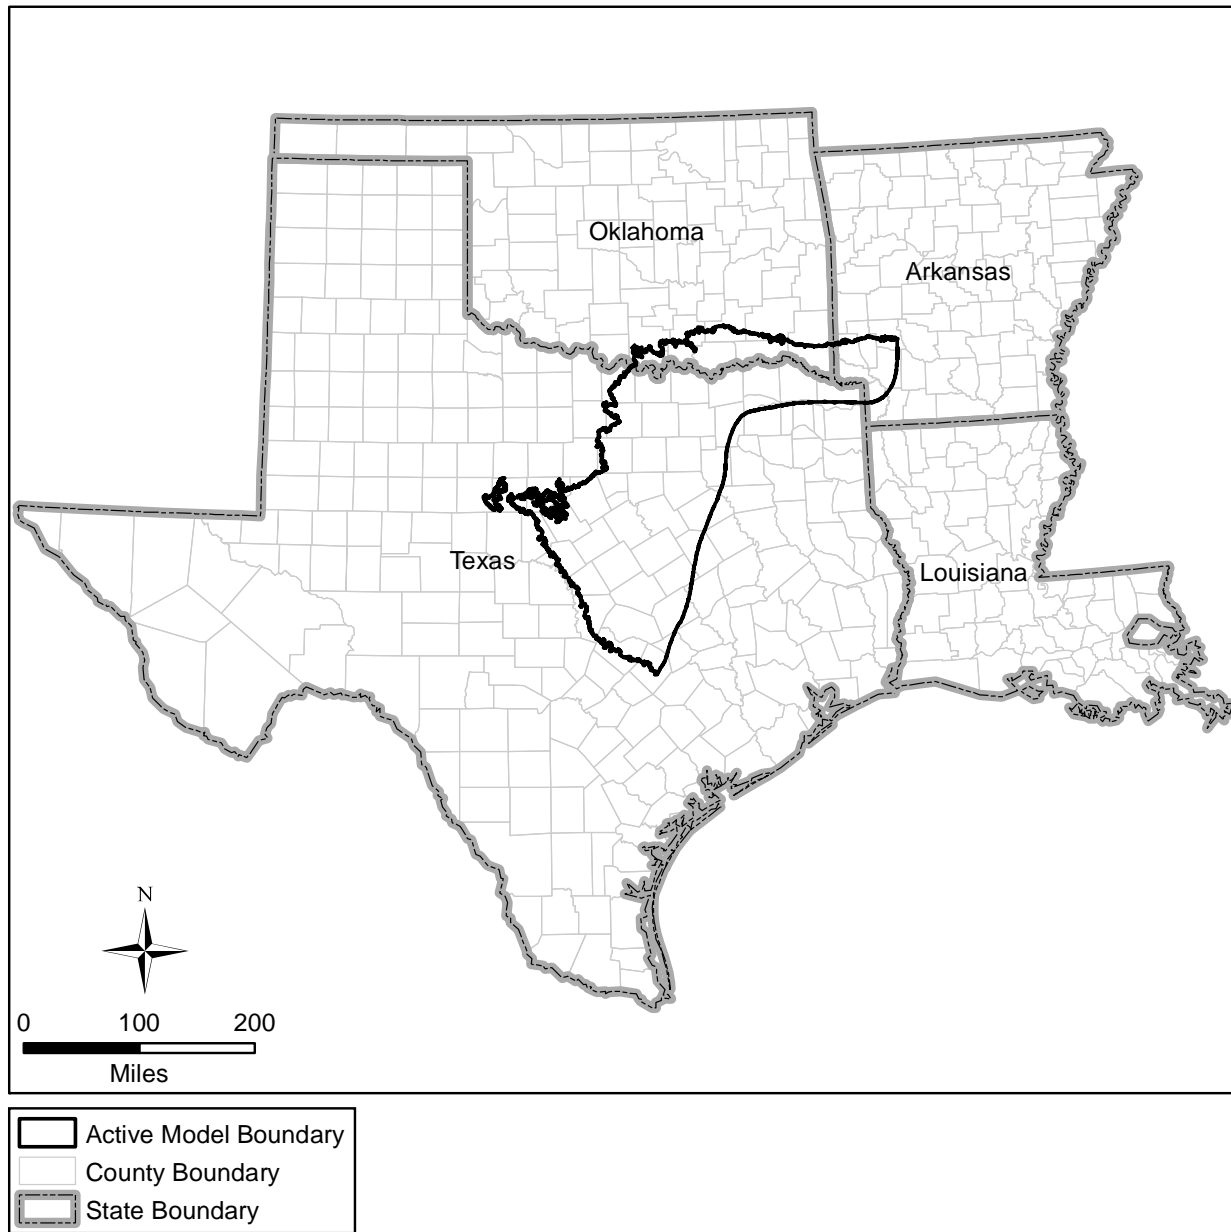 Oklahoma
Arkansas
Texas
Louisiana
N
0 100 200
Miles
Active Model Boundary
County Boundary
State Boundary